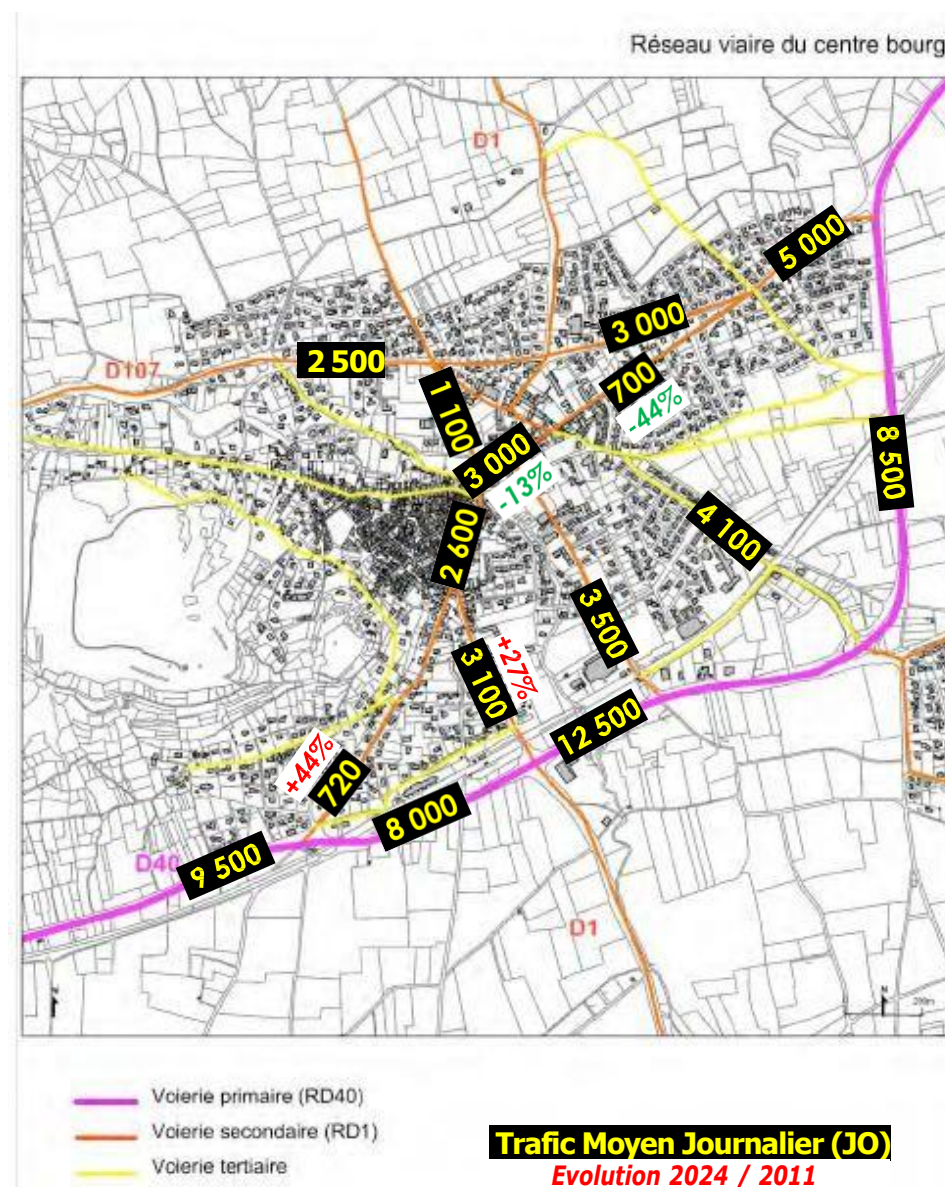 Réseau viaire du centre bourg
D1
5 000
3 000
2 500
D107
700
-44%
1 100
3 000
-13%
8 500
4 100
2 600
3 500
+27%
3 100
12 500
+44%
720
8 000
D40
9 500
D1
200m
Voierie primaire (RD40)
Voierie secondaire (RD1)
Voierie tertiaire
Trafic Moyen Journalier (JO)
Evolution 2024 / 2011